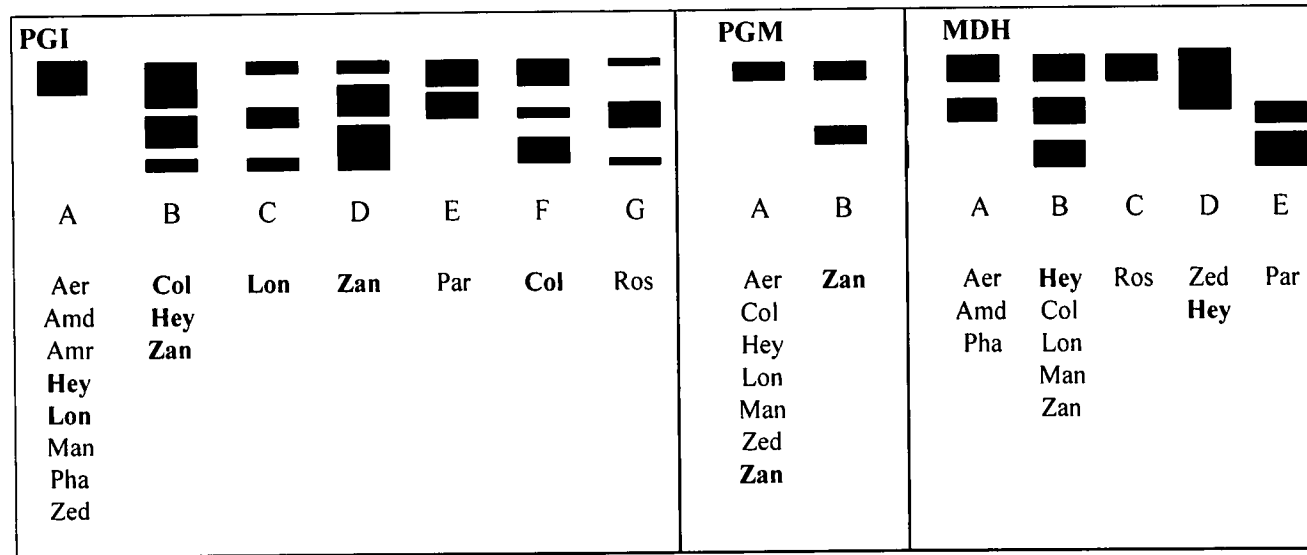 PGI PGM MDH
A B C D E F G A B A B C D E
Aer Col Lon Zan Par Col Ros Aer Zan Aer Hey Ros Zed Par
Amd Hey Col Amd Col Hey
Amr Zan Hey Pha Lon
Hey Lon Man
Lon Man Zan
Man Zed
Pha Zan
Zed